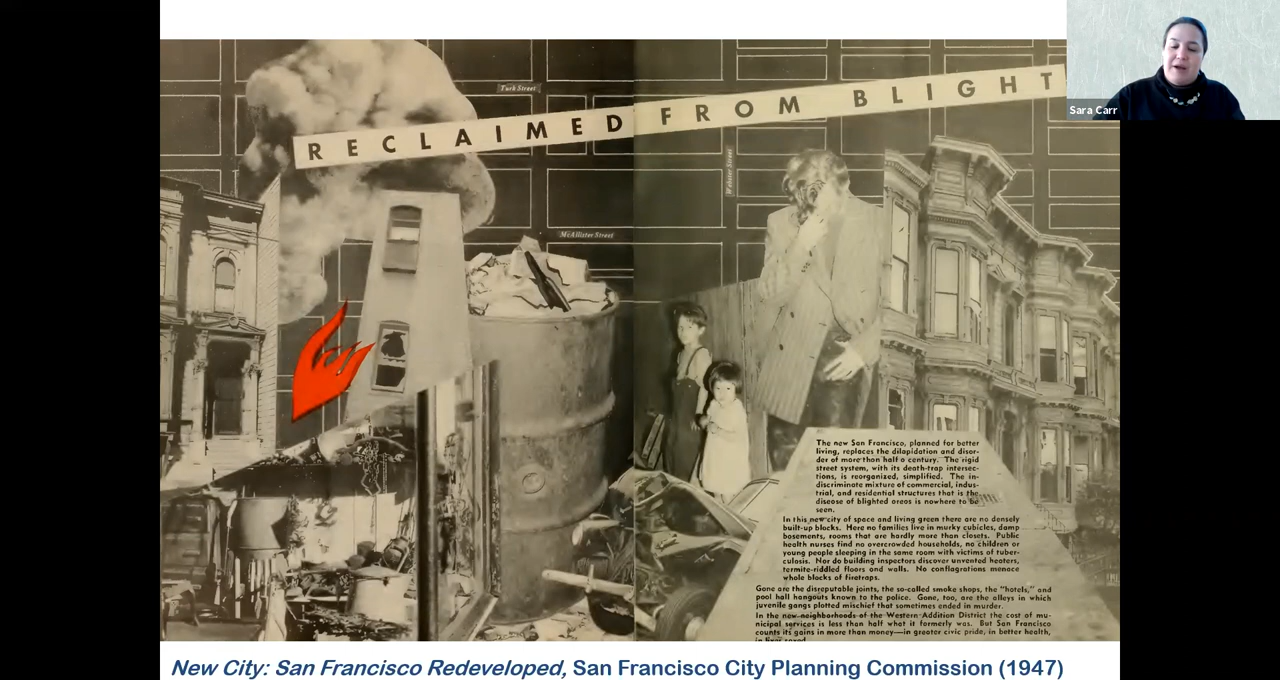 Sara Carr
RECLAIMED FROM BLIGHT
Turk Street
Webster Street
McAllister Street
The new San Francisco, planned for better
living, replaces the dilapidation and disor-
der of more than half a century. The rigid
street system, with its death-trap intersec-
tions, is reorganized, simplified. The in-
discriminate mixture of commercial, indus-
trial, and residential structures that is the
disease of blighted areas is nowhere to be
seen.
In this new city of space and living green there are no densely
built-up blocks. Here no families live in murky cubicles, damp
basements, rooms that are hardly more than closets. Public
health nurses find no overcrowded households, no children or
young people sleeping in the same room with victims of tuber-
culosis. Nor do building inspectors discover unvented heaters,
termite-riddled floors and walls. No conflagrations menace
whole blocks of firetraps.
Gone are the disreputable joints, the so-called smoke shops, the "hotels," and
pool hall hangouts known to the police. Gone, too, are the alleys in which
juvenile gangs plotted mischief that sometimes ended in murder.
In the new neighborhoods of the Western Addition District the cost of mu-
nicipal services is less than half what it formerly was. But San Francisco
counts its gains in more than money—in greater civic pride, in better health,
in lives saved.
New City: San Francisco Redeveloped, San Francisco City Planning Commission (1947)